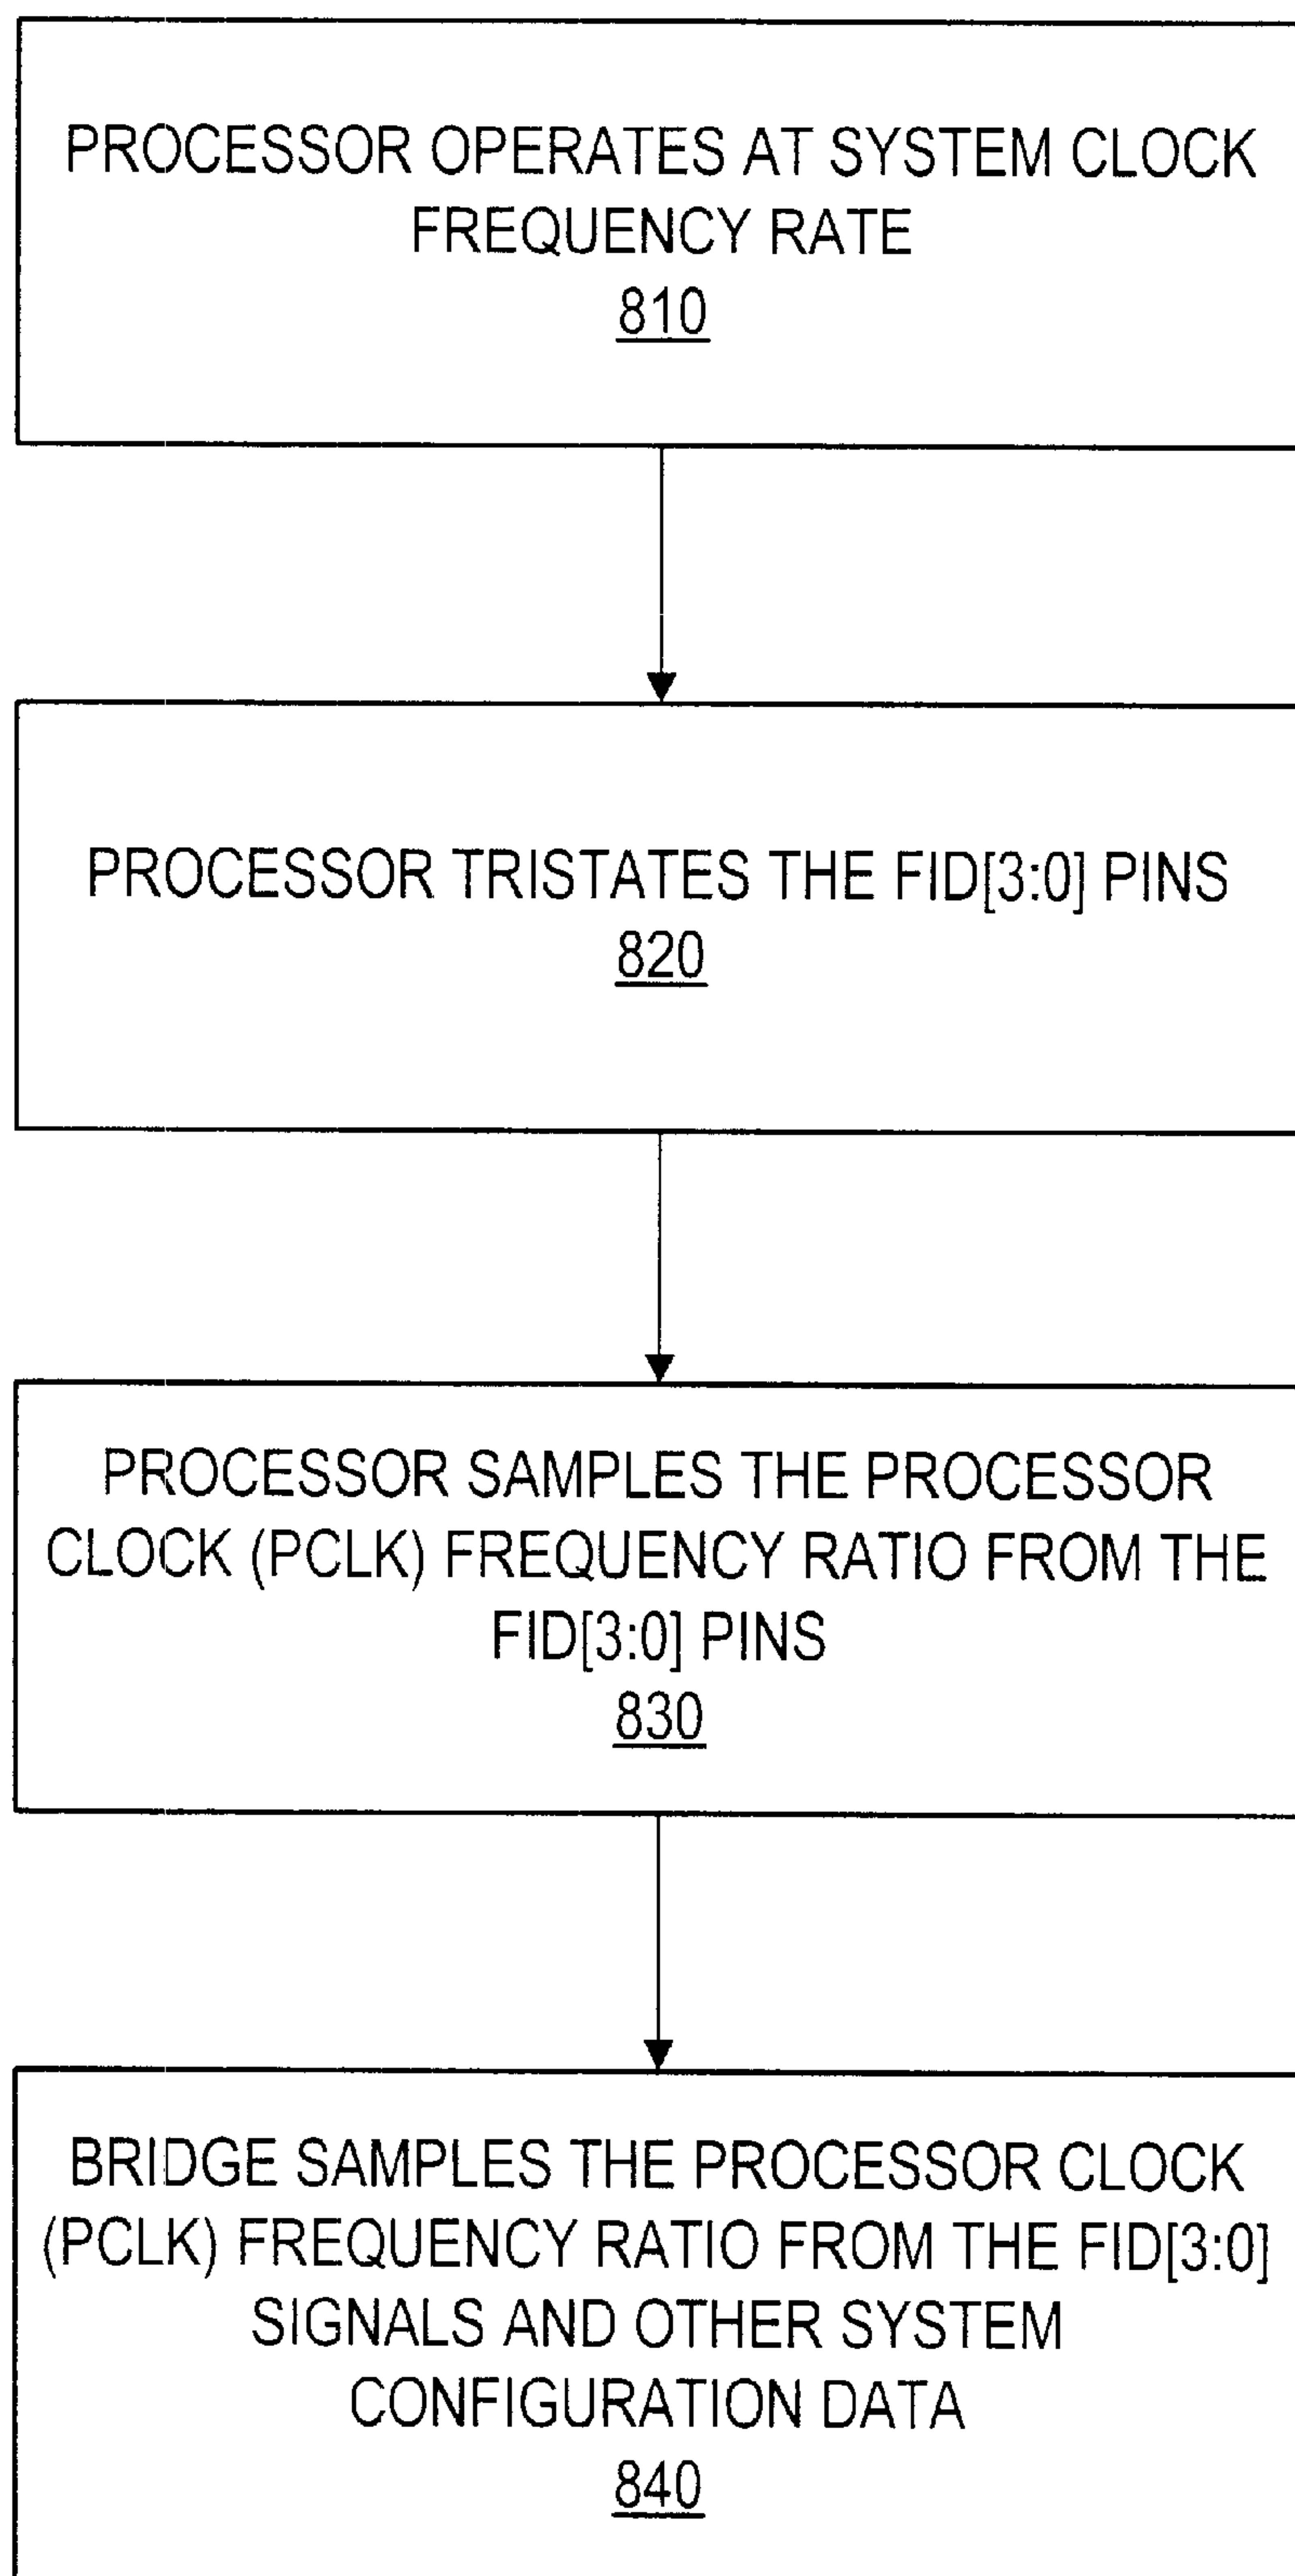 PROCESSOR OPERATES AT SYSTEM CLOCK
FREQUENCY RATE
810
PROCESSOR TRISTATES THE FID[3:0] PINS
820
PROCESSOR SAMPLES THE PROCESSOR
CLOCK (PCLK) FREQUENCY RATIO FROM THE
FID[3:0] PINS
830
BRIDGE SAMPLES THE PROCESSOR CLOCK
(PCLK) FREQUENCY RATIO FROM THE FID[3:0]
SIGNALS AND OTHER SYSTEM
CONFIGURATION DATA
840